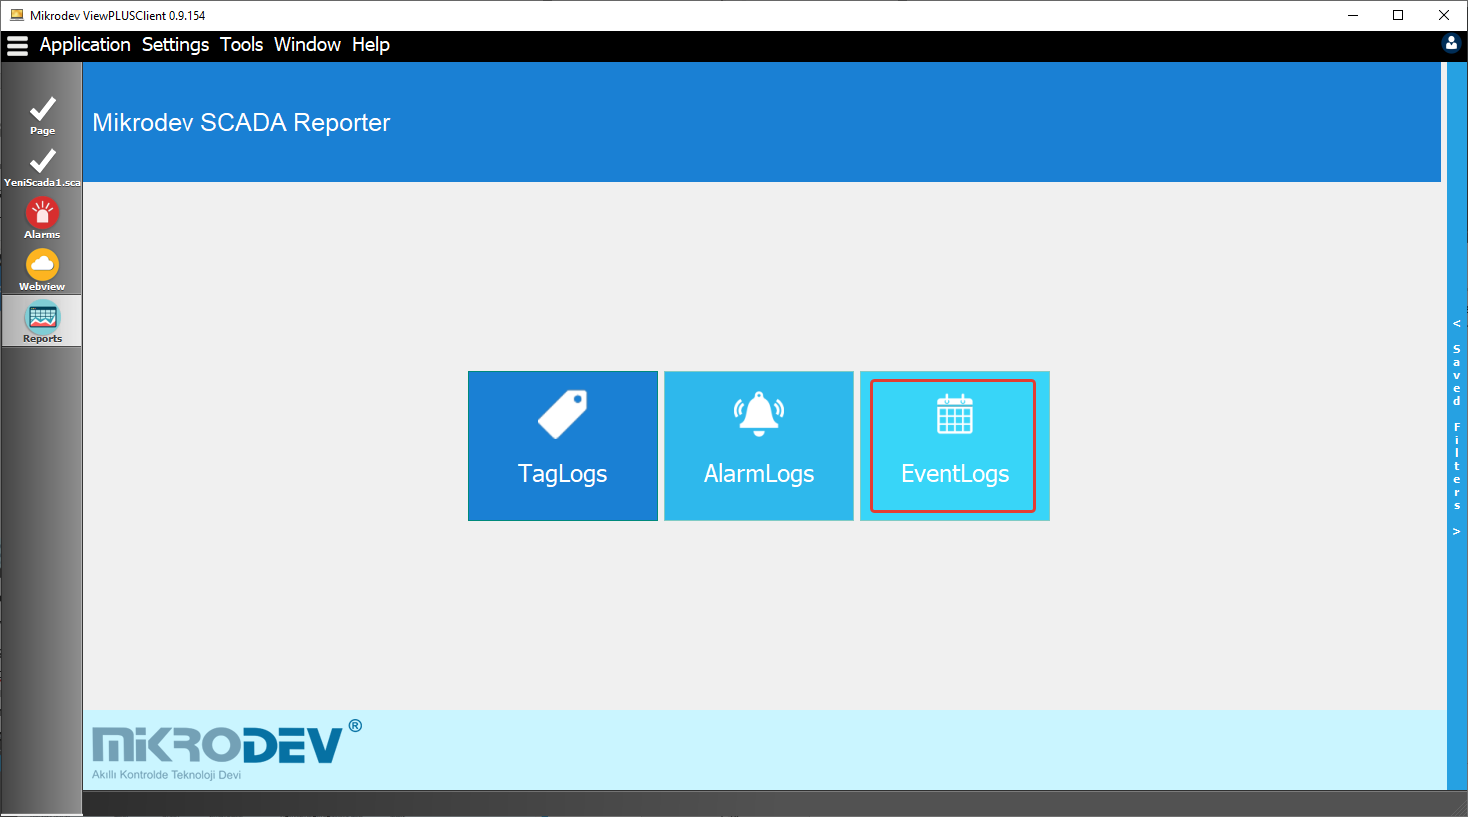 Mikrodev ViewPLUSClient 0.9.154
Application Settings Tools Window Help
Page
YeniScada1.sca
Alarms
Webview
Reports
Mikrodev SCADA Reporter
TagLogs
AlarmLogs
EventLogs
< Saved Filters >
MiKRODEV®
Akıllı Kontrolde Teknoloji Devi